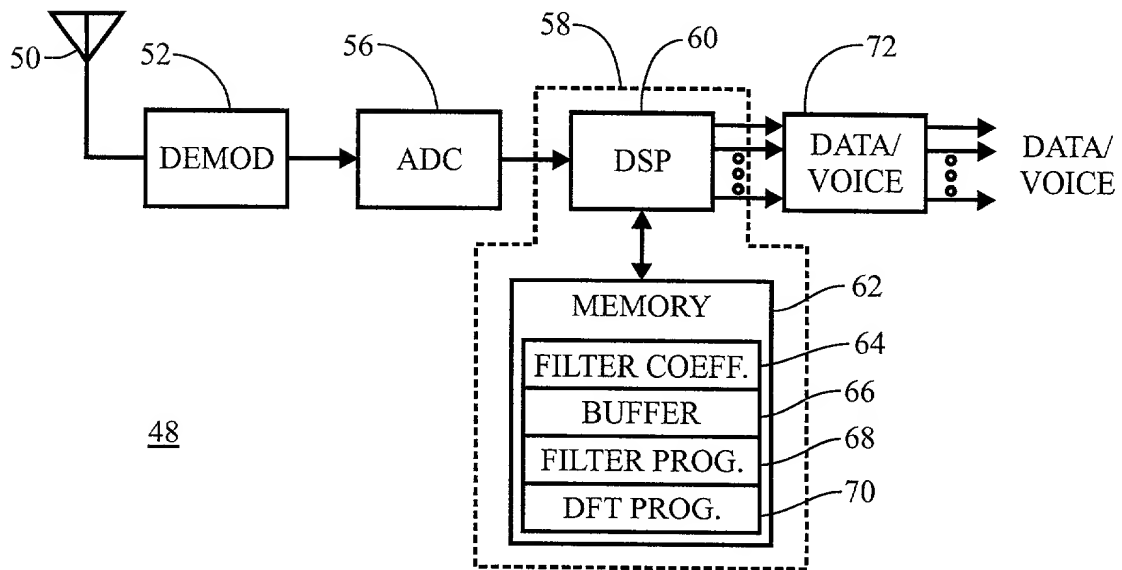 50
52
56
58
60
72
DEMOD
ADC
DSP
DATA/
VOICE
DATA/
VOICE
MEMORY
62
FILTER COEFF.
64
BUFFER
66
FILTER PROG.
68
DFT PROG.
70
48